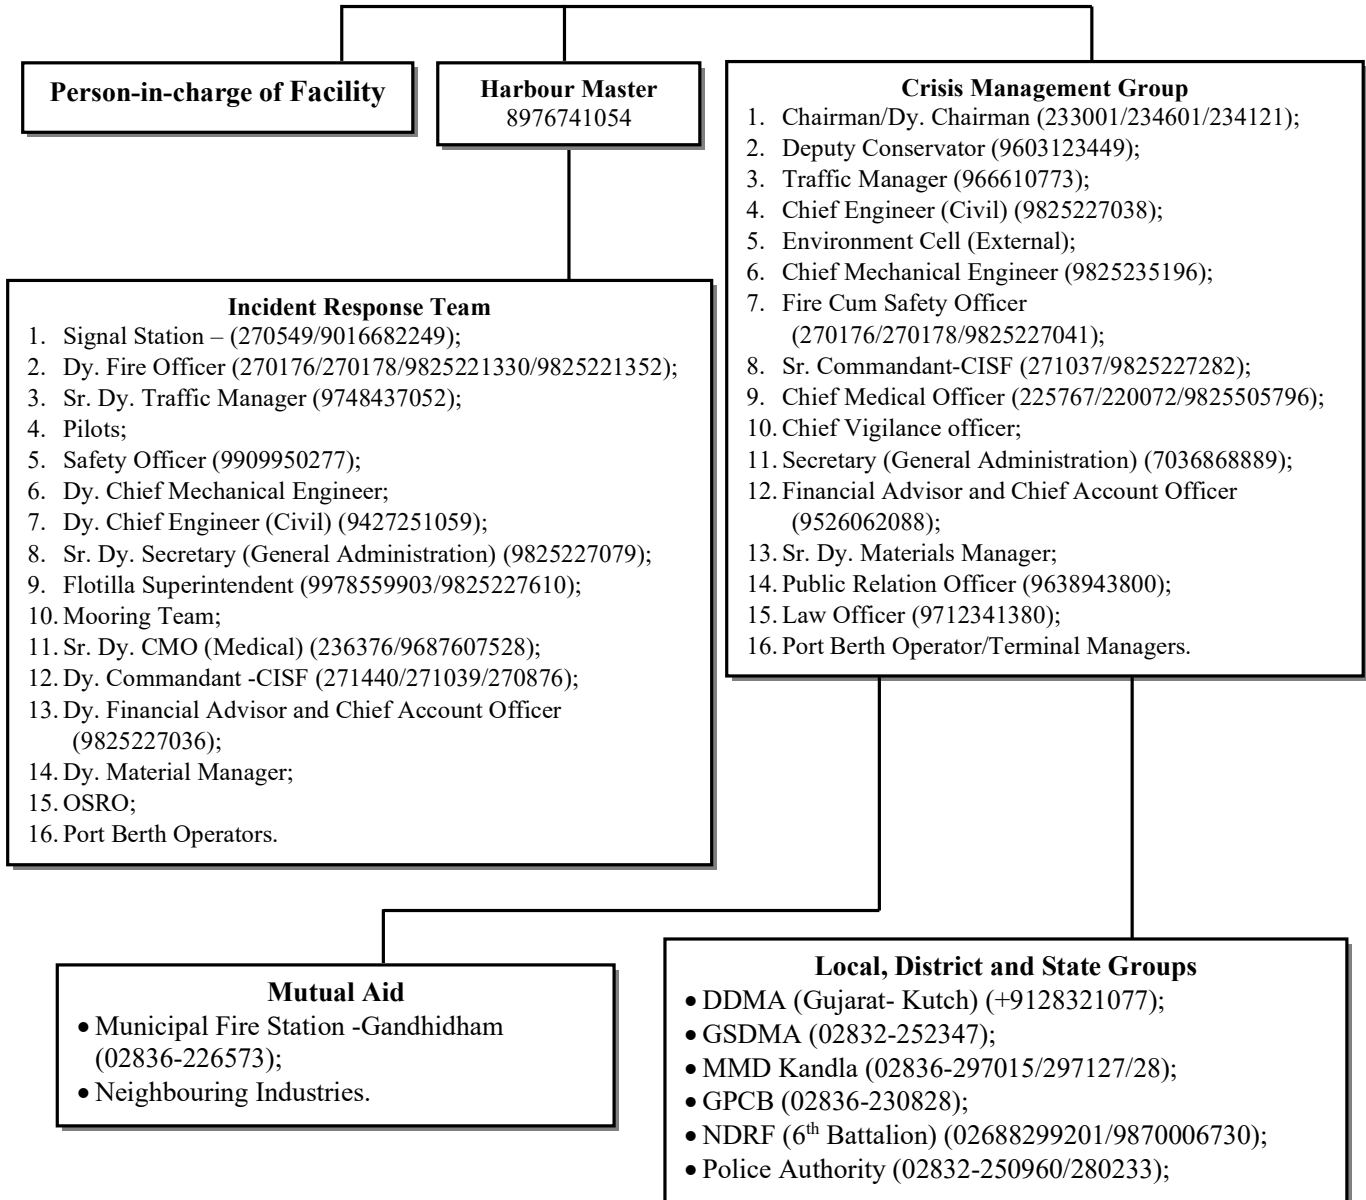 Person-in-charge of Facility
Harbour Master
8976741054
Crisis Management Group
1. Chairman/Dy. Chairman (233001/234601/234121);
2. Deputy Conservator (9603123449);
3. Traffic Manager (966610773);
4. Chief Engineer (Civil) (9825227038);
5. Environment Cell (External);
6. Chief Mechanical Engineer (9825235196);
7. Fire Cum Safety Officer
(270176/270178/9825227041);
8. Sr. Commandant-CISF (271037/9825227282);
9. Chief Medical Officer (225767/220072/9825505796);
10. Chief Vigilance officer;
11. Secretary (General Administration) (7036868889);
12. Financial Advisor and Chief Account Officer
(9526062088);
13. Sr. Dy. Materials Manager;
14. Public Relation Officer (9638943800);
15. Law Officer (9712341380);
16. Port Berth Operator/Terminal Managers.
Incident Response Team
1. Signal Station – (270549/9016682249);
2. Dy. Fire Officer (270176/270178/9825221330/9825221352);
3. Sr. Dy. Traffic Manager (9748437052);
4. Pilots;
5. Safety Officer (9909950277);
6. Dy. Chief Mechanical Engineer;
7. Dy. Chief Engineer (Civil) (9427251059);
8. Sr. Dy. Secretary (General Administration) (9825227079);
9. Flotilla Superintendent (9978559903/9825227610);
10. Mooring Team;
11. Sr. Dy. CMO (Medical) (236376/9687607528);
12. Dy. Commandant -CISF (271440/271039/270876);
13. Dy. Financial Advisor and Chief Account Officer
(9825227036);
14. Dy. Material Manager;
15. OSRO;
16. Port Berth Operators.
Mutual Aid
• Municipal Fire Station -Gandhidham
(02836-226573);
• Neighbouring Industries.
Local, District and State Groups
• DDMA (Gujarat- Kutch) (+9128321077);
• GSDMA (02832-252347);
• MMD Kandla (02836-297015/297127/28);
• GPCB (02836-230828);
• NDRF (6th Battalion) (02688299201/9870006730);
• Police Authority (02832-250960/280233);